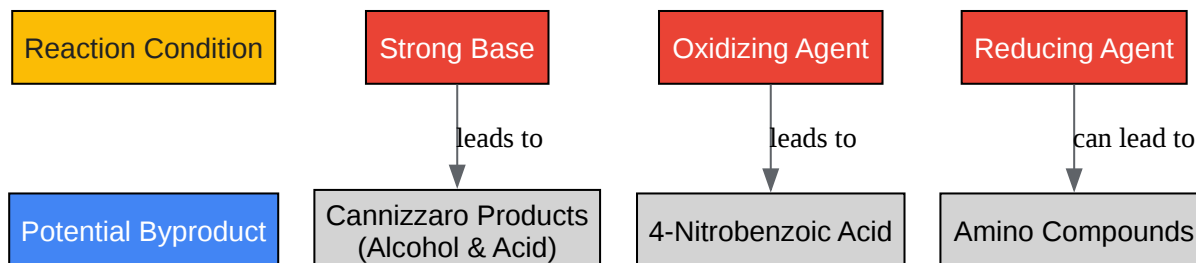 Reaction Condition
Strong Base
Oxidizing Agent
Reducing Agent
leads to
leads to
can lead to
Potential Byproduct
Cannizzaro Products
(Alcohol & Acid)
4-Nitrobenzoic Acid
Amino Compounds